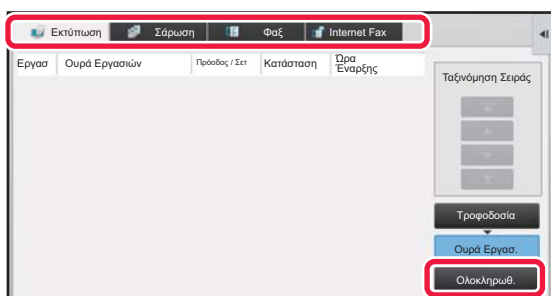 Εκτύπωση Σάρωση Φαξ Internet Fax
Εργασ Ουρά Εργασιών Πρόοδος / Σετ Κατάσταση Ώρα
Έναρξης
Ταξινόμηση Σειράς
Τροφοδοσία
Ουρά Εργασ.
Ολοκληρωθ.